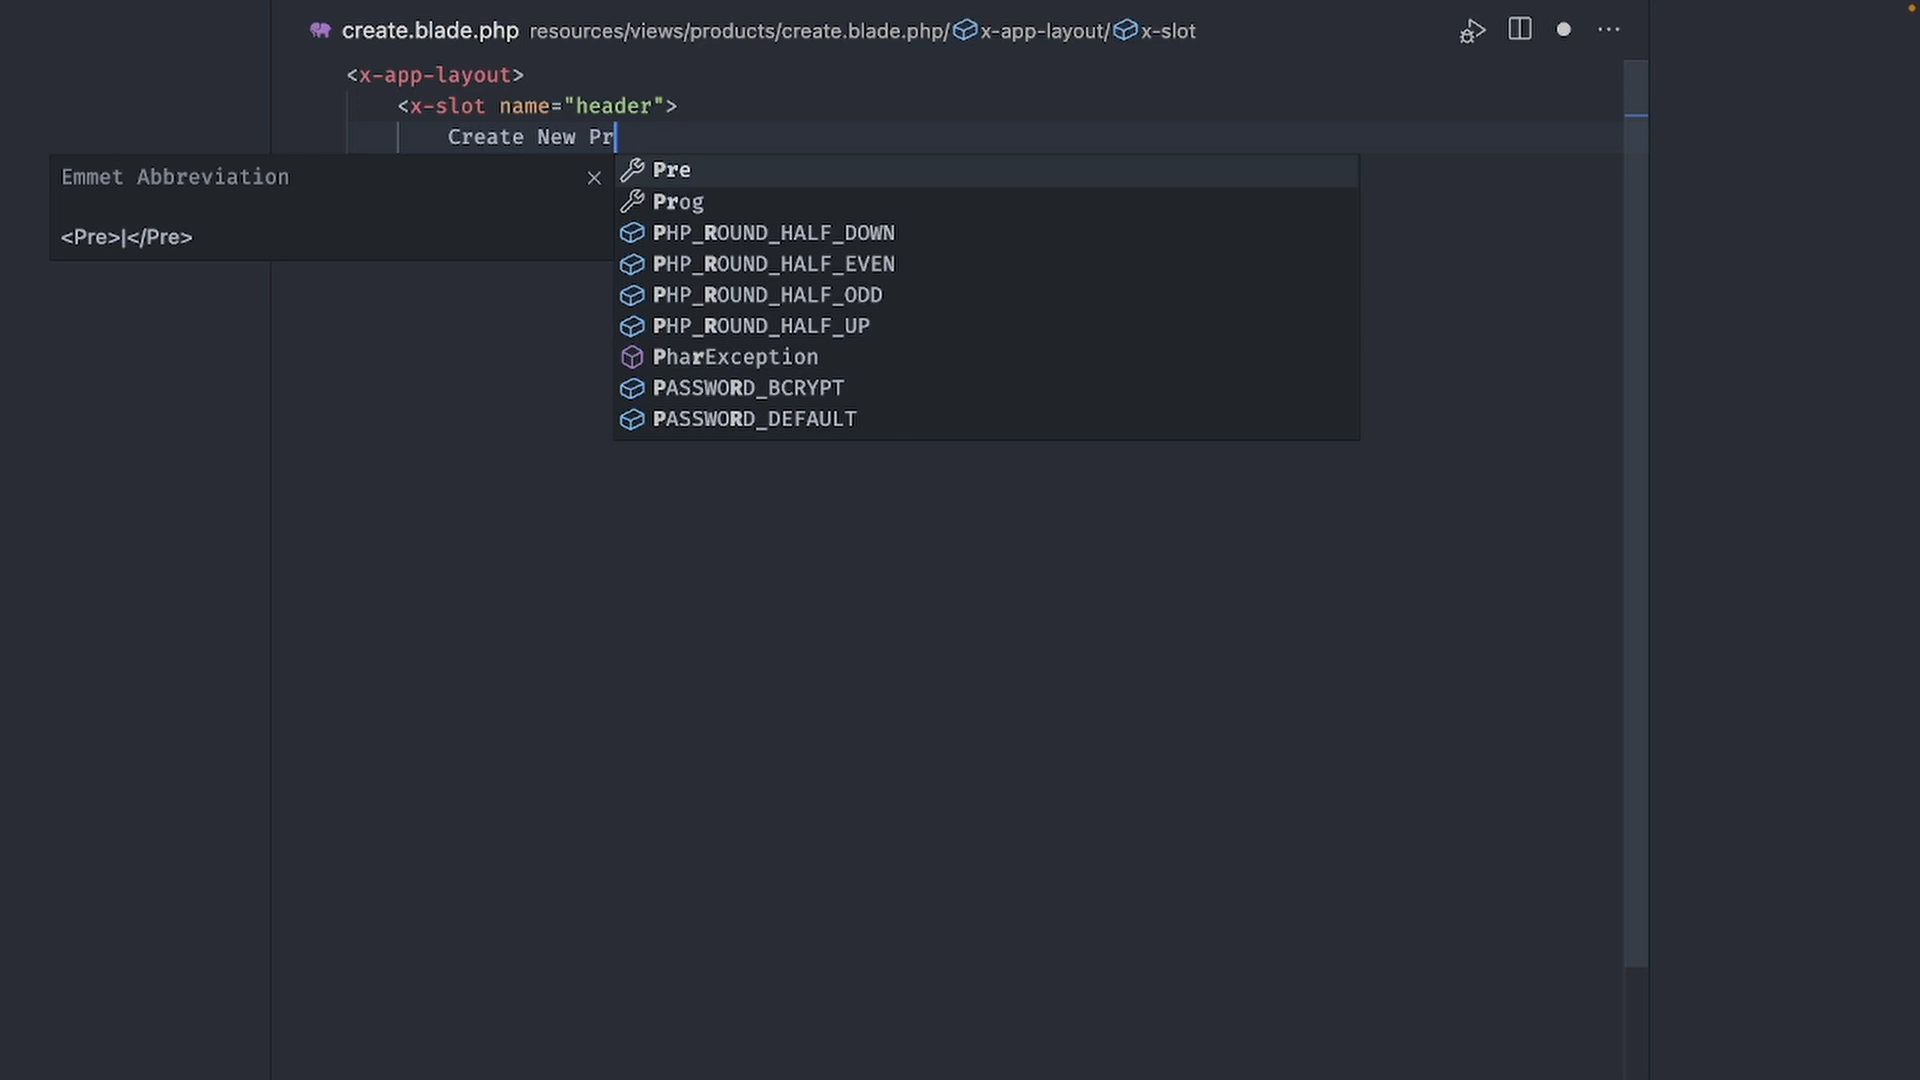 create.blade.php resources/views/products/create.blade.php/x-app-layout/x-slot
<x-app-layout>
<x-slot name="header">
Create New Pr
Emmet Abbreviation
<Pre>|</Pre>
Pre
Prog
PHP_ROUND_HALF_DOWN
PHP_ROUND_HALF_EVEN
PHP_ROUND_HALF_ODD
PHP_ROUND_HALF_UP
PharException
PASSWORD_BCRYPT
PASSWORD_DEFAULT